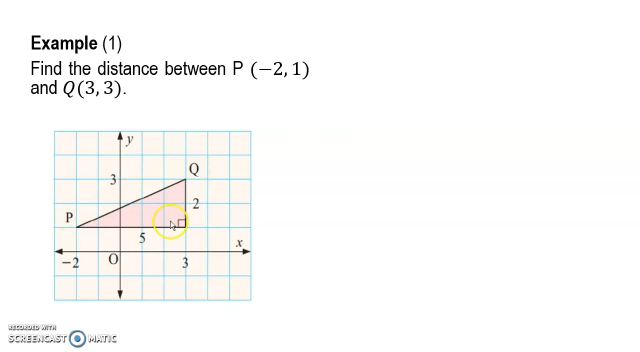 Example (1)
Find the distance between P (−2, 1)
and Q(3, 3).
y
Q
3
P
2
5
x
−2
O
3
RECORDED WITH
SCREENCAST MATIC